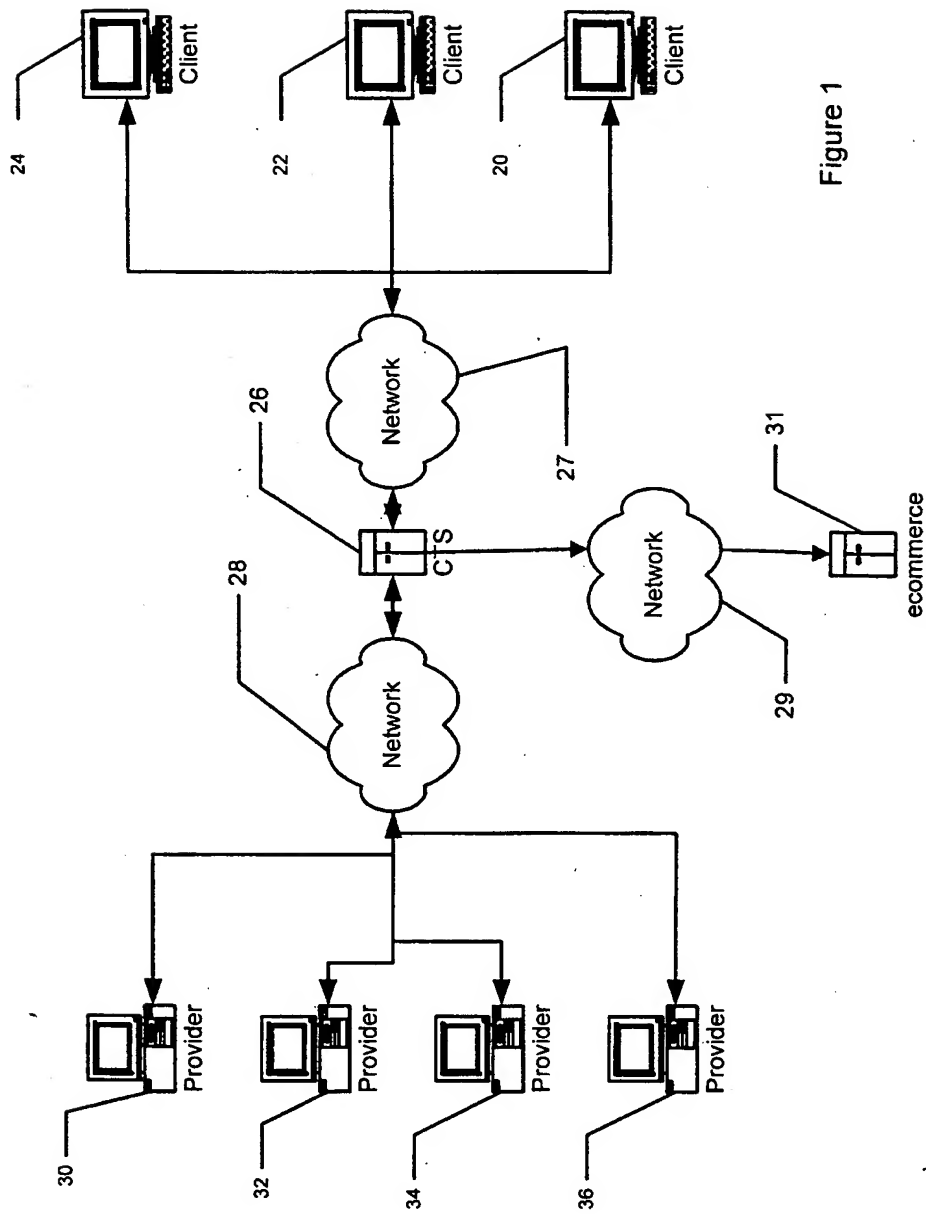 24
Client
22
Client
20
Client
Figure 1
26
Network
27
28
C-S
31
Network
Network
29
ecommerce
30
Provider
32
Provider
34
Provider
36
Provider